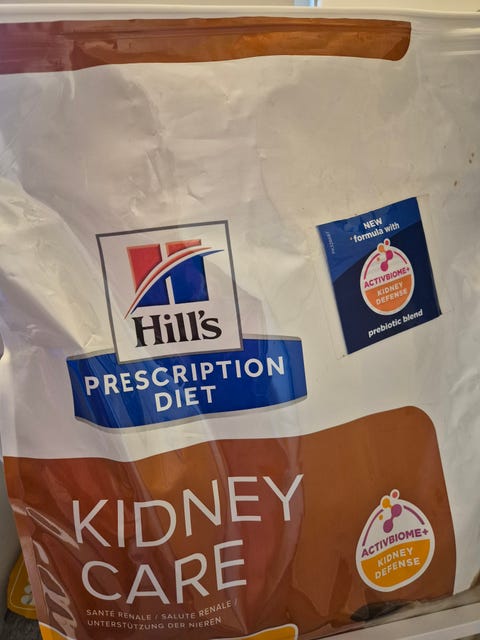 NEW
formula with
ACTIVBIOME+
KIDNEY
DEFENSE
prebiotic blend
Hill's
PRESCRIPTION
DIET
KIDNEY
CARE
SANTÉ RENALE / SALUTE RENALE /
UNTERSTÜTZUNG DER NIEREN
ACTIVBIOME+
KIDNEY
DEFENSE